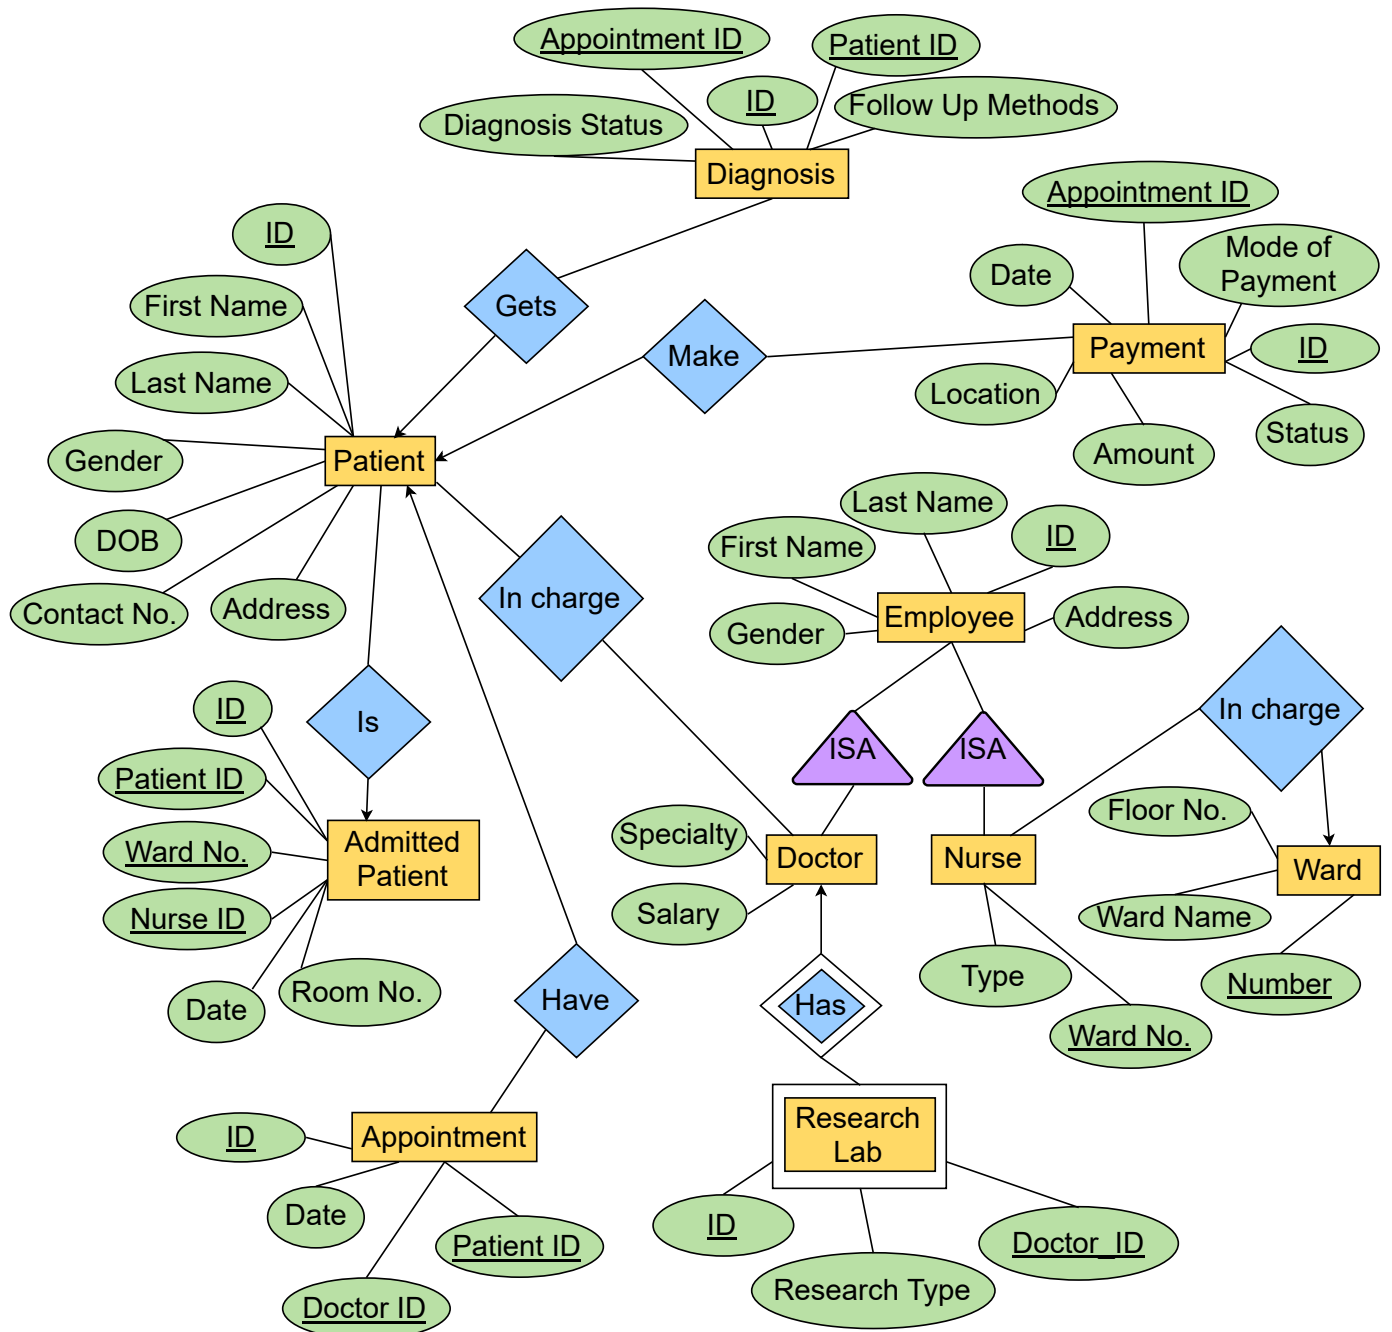 Appointment ID
Patient ID
ID
Follow Up Methods
Diagnosis Status
Diagnosis
Appointment ID
ID
Mode of
Payment
Date
First Name
Gets
Make
Payment
ID
Last Name
Location
Status
Gender
Patient
Amount
Last Name
DOB
First Name
ID
In charge
Contact No.
Address
Employee
Address
Gender
ID
Is
In charge
ISA
ISA
Patient ID
Floor No.
Specialty
Ward No.
Admitted
Patient
Doctor
Nurse
Ward
Nurse ID
Salary
Ward Name
Type
Number
Room No.
Date
Have
Has
Ward No.
Research
Lab
ID
Appointment
Date
ID
Patient ID
Doctor_ID
Research Type
Doctor ID